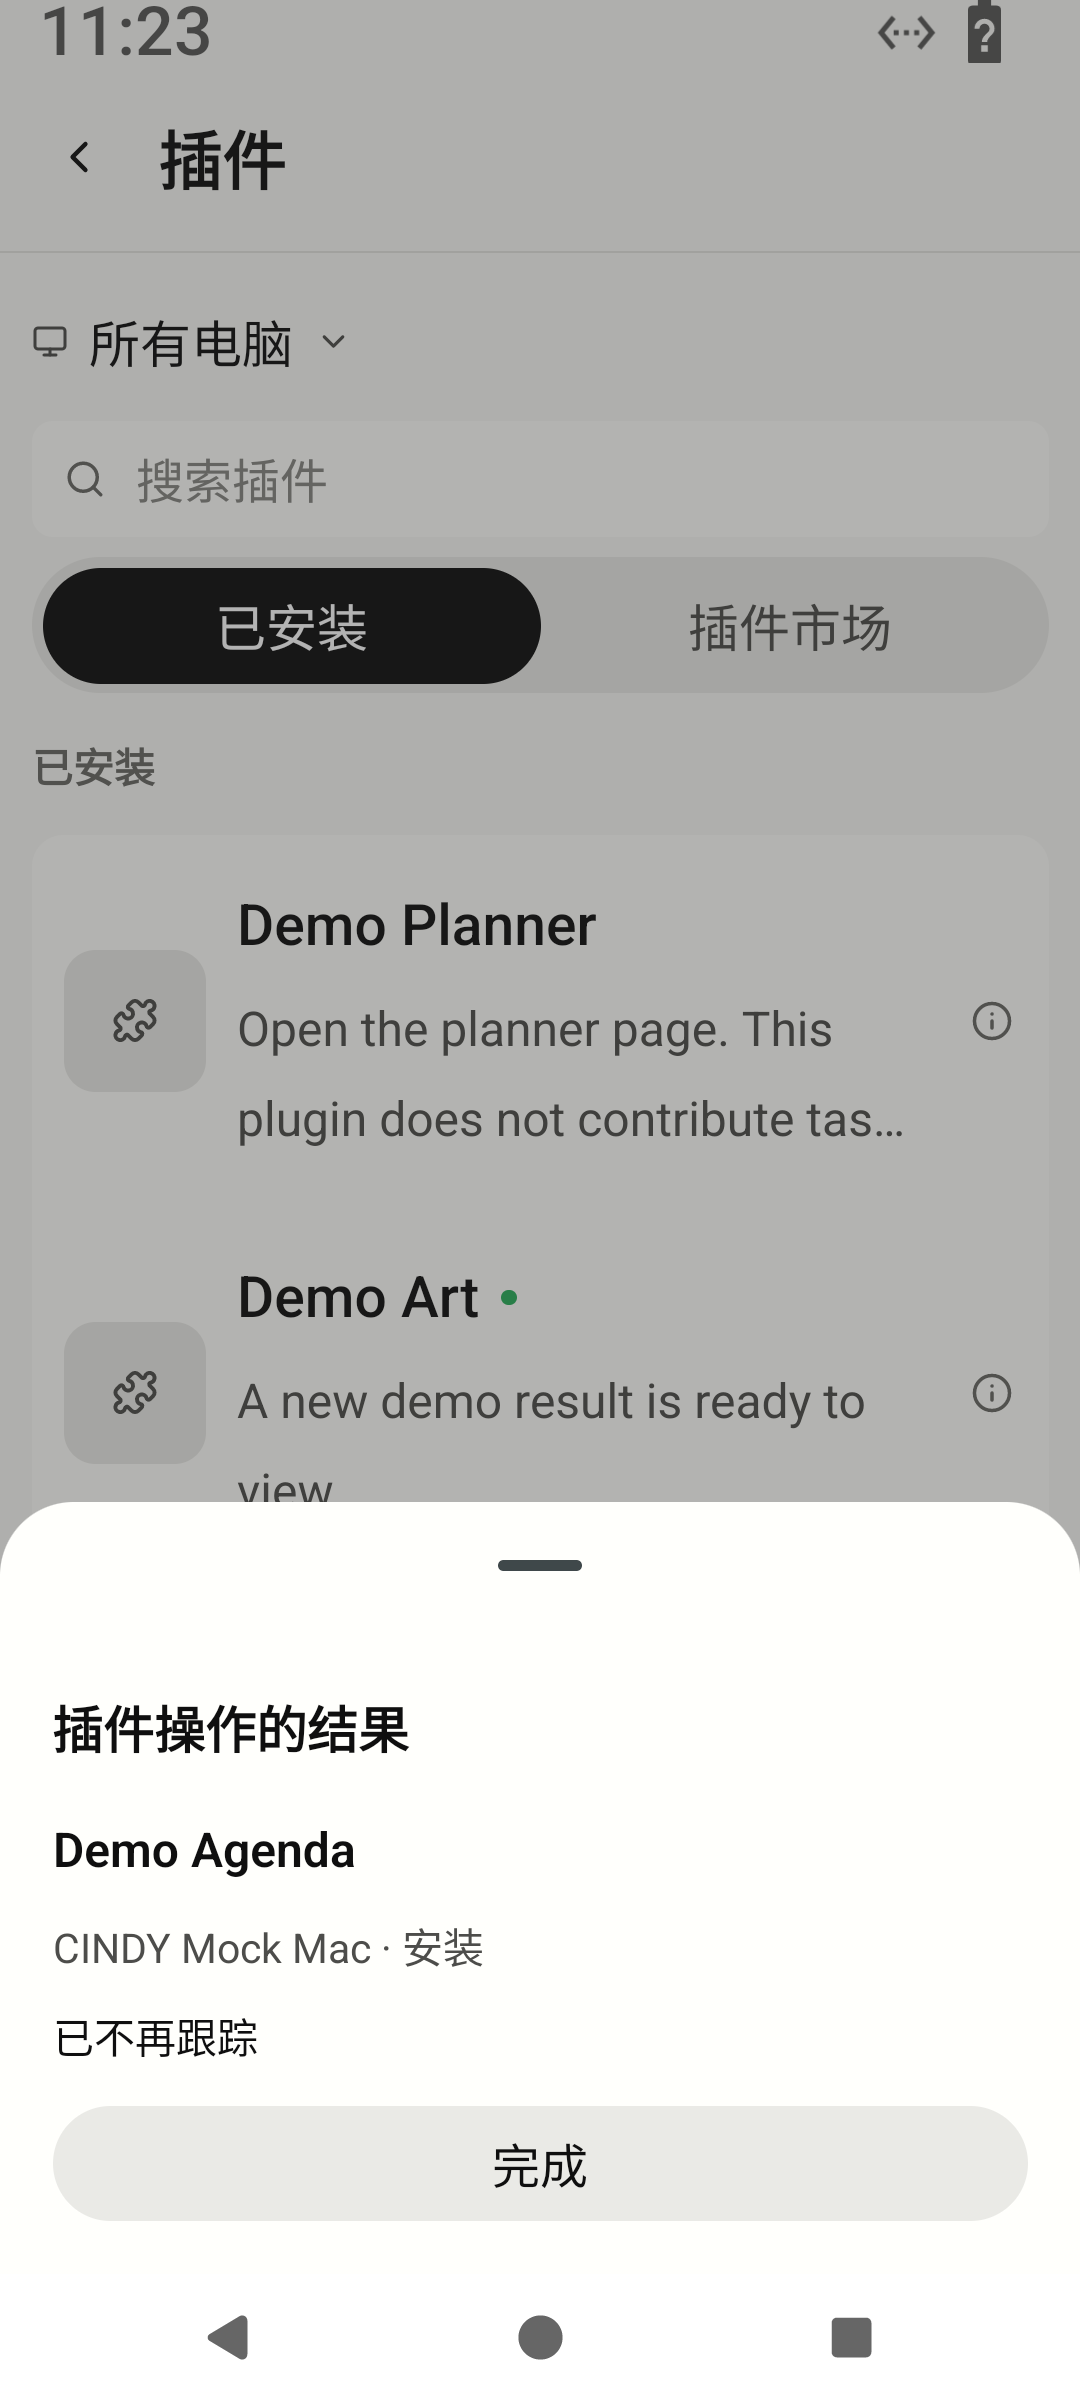 11:23
插件
所有电脑
搜索插件
已安装
插件市场
已安装
Demo Planner
Open the planner page. This
plugin does not contribute tas…
Demo Art
A new demo result is ready to
view
插件操作的结果
Demo Agenda
CINDY Mock Mac · 安装
已不再跟踪
完成